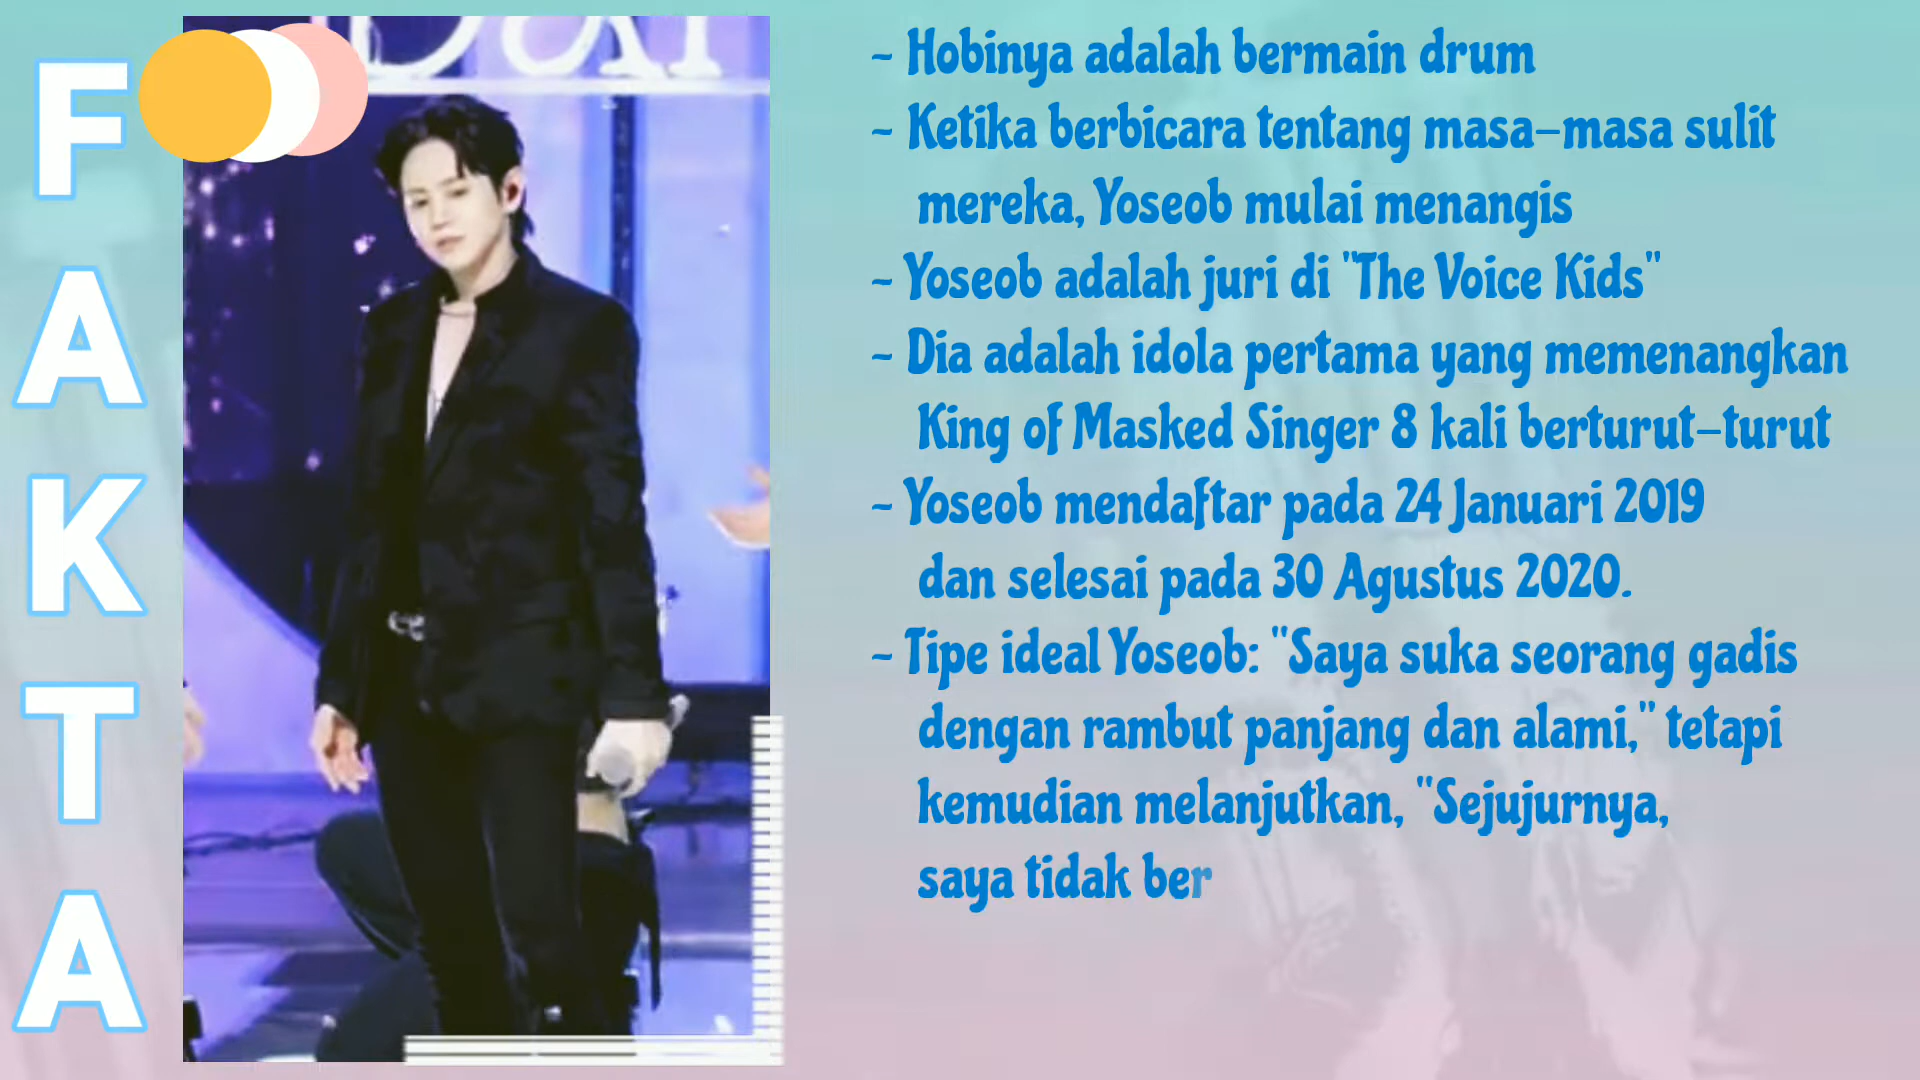 FAKTA
- Hobinya adalah bermain drum
- Ketika berbicara tentang masa-masa sulit
mereka, Yoseob mulai menangis
- Yoseob adalah juri di "The Voice Kids"
- Dia adalah idola pertama yang memenangkan
King of Masked Singer 8 kali berturut-turut
- Yoseob mendaftar pada 24 Januari 2019
dan selesai pada 30 Agustus 2020.
- Tipe ideal Yoseob: "Saya suka seorang gadis
dengan rambut panjang dan alami," tetapi
kemudian melanjutkan, "Sejujurnya,
saya tidak ber